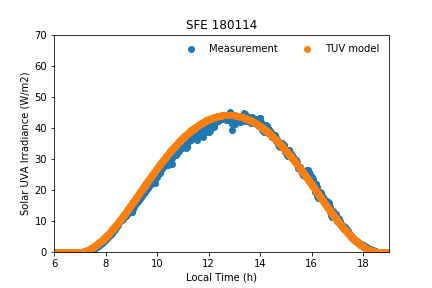 SFE 180114
Measurement TUV model
70
60
50
40
30
20
10
0
Solar UVA Irradiance (W/m2)
6 8 10 12 14 16 18
Local Time (h)